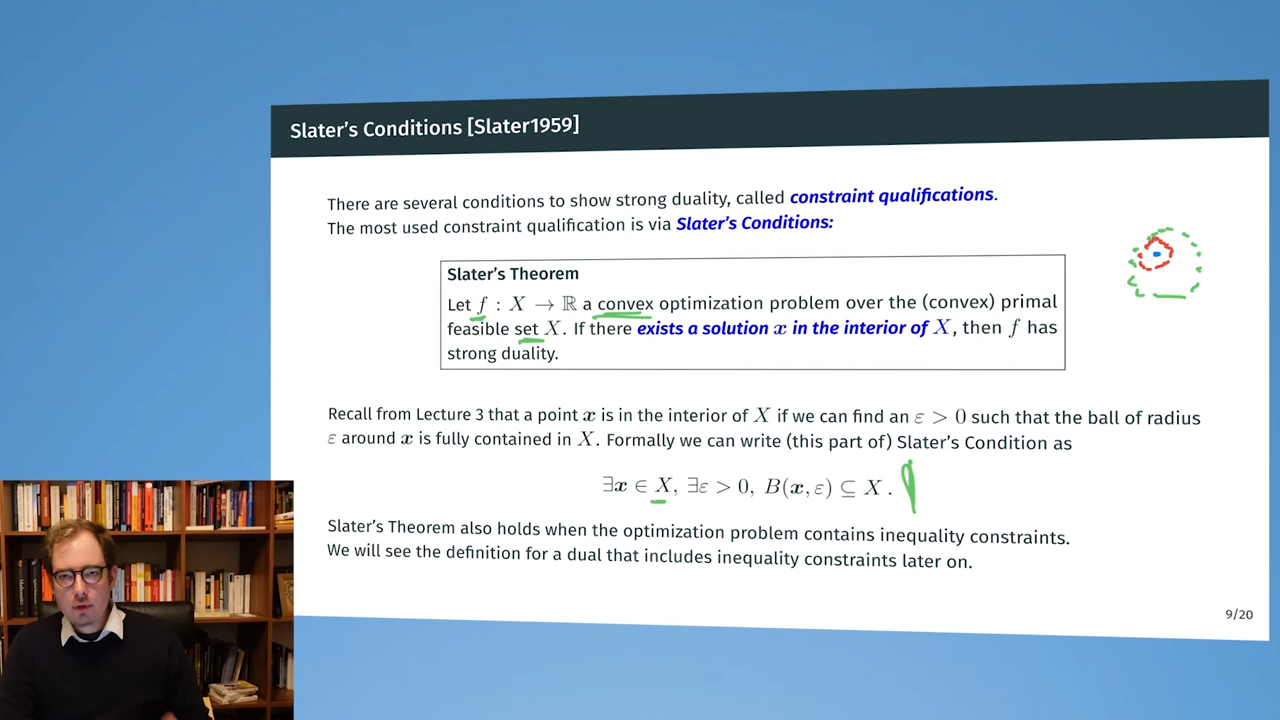 Slater's Conditions [Slater1959]
There are several conditions to show strong duality, called constraint qualifications.
The most used constraint qualification is via Slater's Conditions:
Slater's Theorem
Let f : X → ℝ a convex optimization problem over the (convex) primal
feasible set X. If there exists a solution x in the interior of X, then f has
strong duality.
Recall from Lecture 3 that a point x is in the interior of X if we can find an ε > 0 such that the ball of radius
ε around x is fully contained in X. Formally we can write (this part of) Slater's Condition as
∃x ∈ X, ∃ε > 0, B(x, ε) ⊆ X .
Slater's Theorem also holds when the optimization problem contains inequality constraints.
We will see the definition for a dual that includes inequality constraints later on.
9/20